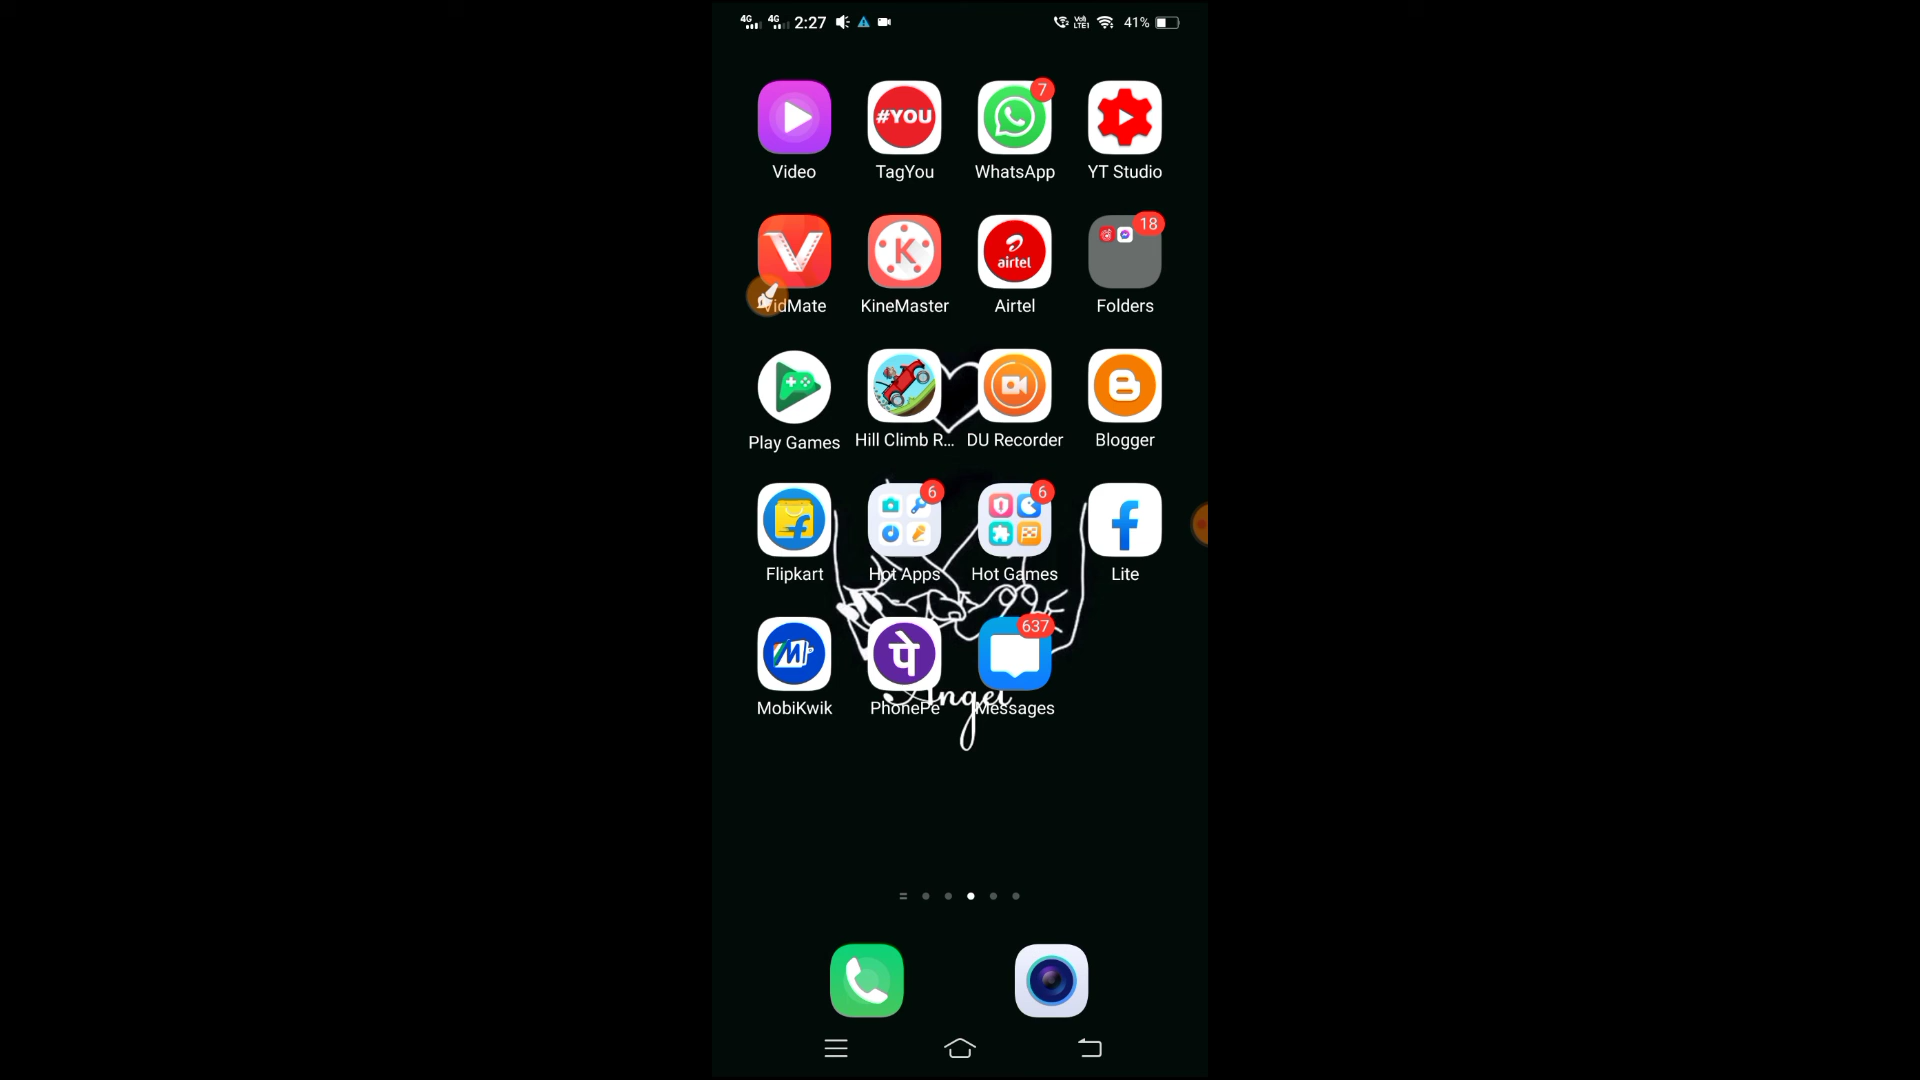 4G 4G 2:27 Vo) LTE1 41%
7
#YOU
Video TagYou WhatsApp YT Studio
18
V K airtel
VidMate KineMaster Airtel Folders
Play Games Hill Climb R... DU Recorder Blogger
6 6
Flipkart Hot Apps Hot Games Lite
637
पे
Angel
MobiKwik PhonePe Messages